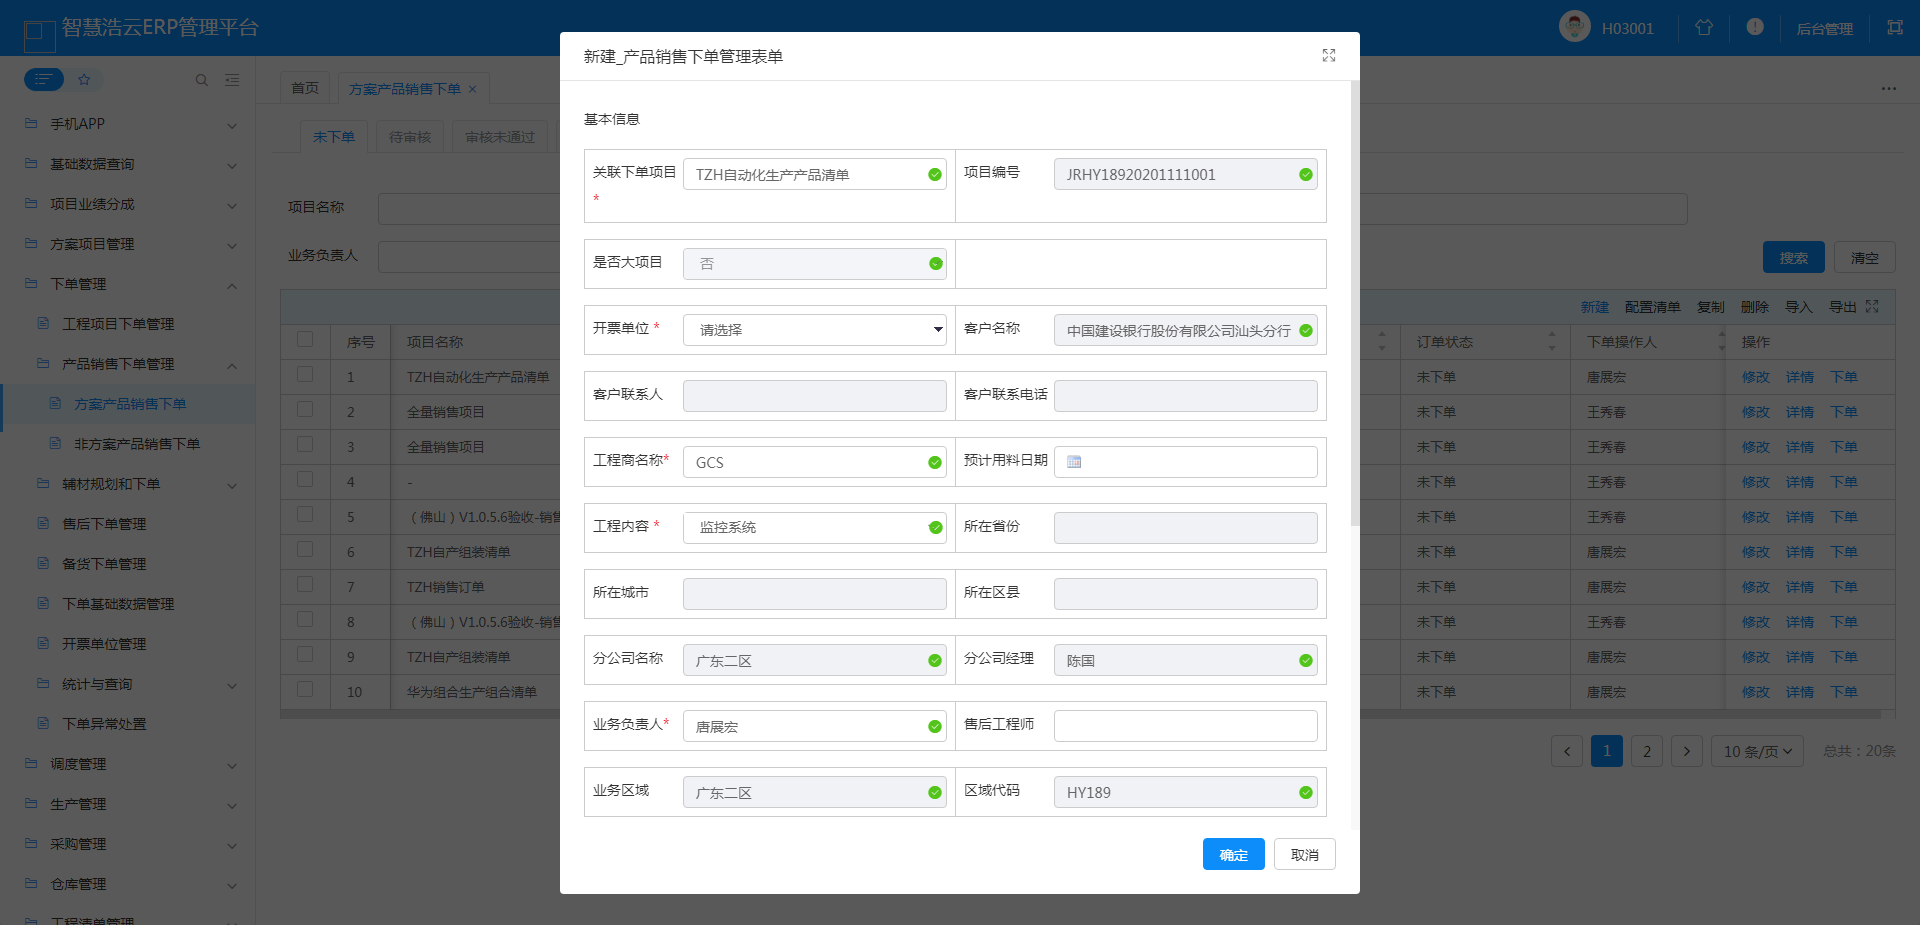 智慧浩云ERP管理平台
H03001
后台管理
首页
方案产品销售下单 ×
手机APP
基础数据查询
项目业绩分成
方案项目管理
下单管理
工程项目下单管理
产品销售下单管理
方案产品销售下单
非方案产品销售下单
辅材规划和下单
售后下单管理
备货下单管理
下单基础数据管理
开票单位管理
统计与查询
下单异常处置
调度管理
生产管理
采购管理
仓库管理
工程清单管理
未下单 待审核 审核未通过
项目名称
业务负责人
搜索 清空
新建 配置清单 复制 删除 导入 导出
序号 项目名称 订单状态 下单操作人 操作
1 TZH自动化生产产品清单 未下单 唐展宏 修改 详情 下单
2 全量销售项目 未下单 王秀春 修改 详情 下单
3 全量销售项目 未下单 王秀春 修改 详情 下单
4 - 未下单 王秀春 修改 详情 下单
5 （佛山）V1.0.5.6验收-销售 未下单 王秀春 修改 详情 下单
6 TZH自产组装清单 未下单 唐展宏 修改 详情 下单
7 TZH销售订单 未下单 唐展宏 修改 详情 下单
8 （佛山）V1.0.5.6验收-销售 未下单 王秀春 修改 详情 下单
9 TZH自产组装清单 未下单 唐展宏 修改 详情 下单
10 华为组合生产组合清单 未下单 唐展宏 修改 详情 下单
1 2 10 条/页 总共：20条
新建_产品销售下单管理表单
基本信息
关联下单项目 * TZH自动化生产产品清单 项目编号 JRHY18920201111001
是否大项目 否
开票单位 * 请选择 客户名称 中国建设银行股份有限公司汕头分行
客户联系人 客户联系电话
工程商名称* GCS 预计用料日期
工程内容 * 监控系统 所在省份
所在城市 所在区县
分公司名称 广东二区 分公司经理 陈国
业务负责人* 唐展宏 售后工程师
业务区域 广东二区 区域代码 HY189
确定 取消